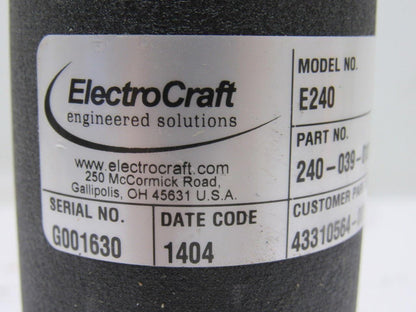 ElectroCraft
engineered solutions
www.electrocraft.com
250 McCormick Road,
Gallipolis, OH 45631 U.S.A.
SERIAL NO.
G001630
DATE CODE
1404
MODEL NO.
E240
PART NO.
240-039-0
CUSTOMER
43310564-